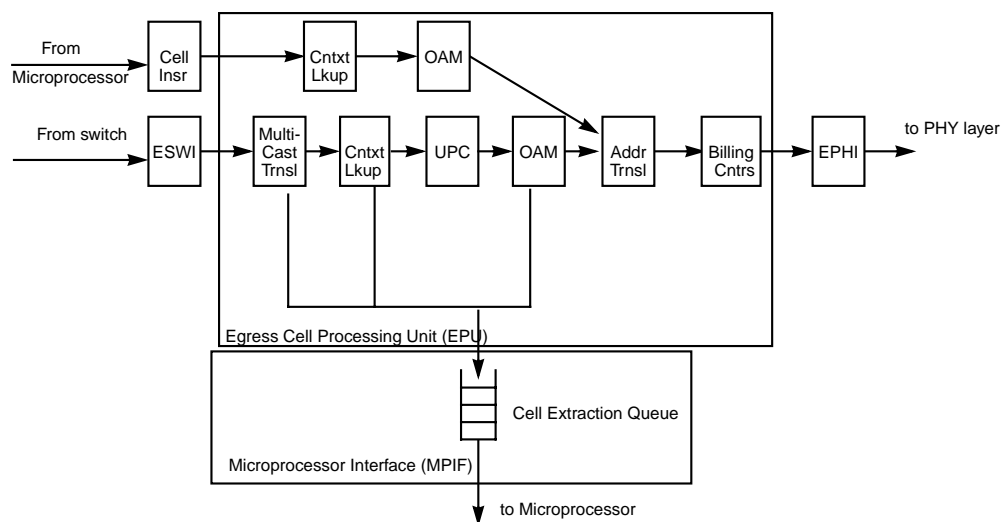 From
Microprocessor
Cell
Insr
Cntxt
Lkup
OAM
From switch
ESWI
Multi-
Cast
Trnsl
Cntxt
Lkup
UPC
OAM
Addr
Trnsl
Billing
Cntrs
EPHI
to PHY layer
Egress Cell Processing Unit (EPU)
Cell Extraction Queue
Microprocessor Interface (MPIF)
to Microprocessor